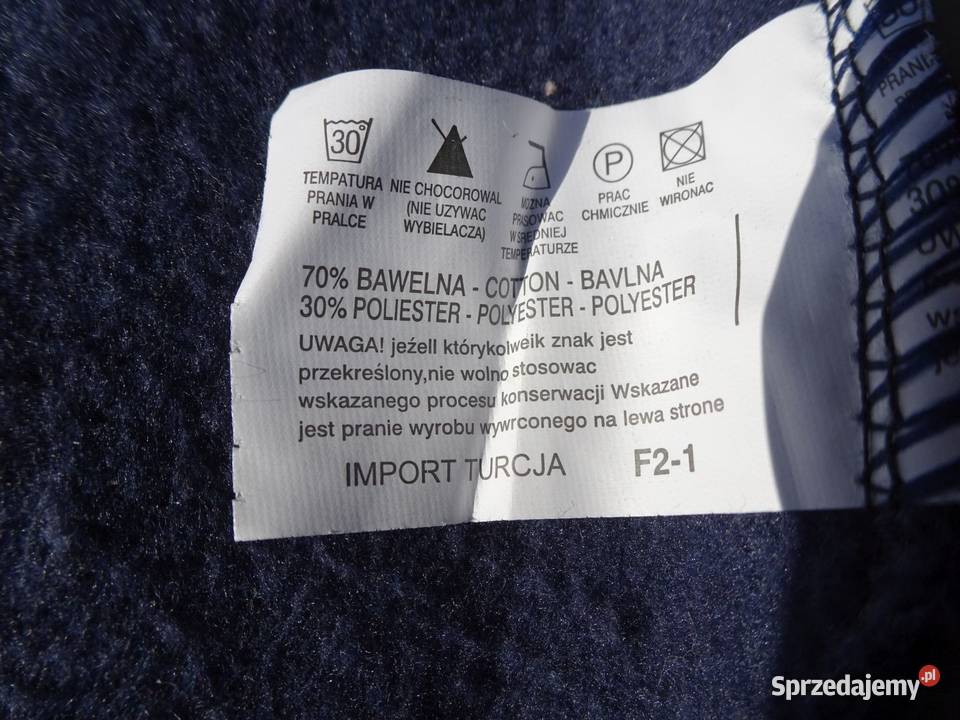 30°
TEMPATURA
PRANIA W
PRALCE
NIE CHOCOROWAL
(NIE UZYWAC
WYBIELACZA)
MOZNA
PRASOWAC
W SREDNIEJ
TEMPERATURZE
P
PRAC
CHMICZNIE
NIE
WIRONAC
70% BAWELNA - COTTON - BAVLNA
30% POLIESTER - POLYESTER - POLYESTER
UWAGA! jeżell którykolweik znak jest
przekreślony,nie wolno stosowac
wskazanego procesu konserwacji Wskazane
jest pranie wyrobu wywrconego na lewa strone
IMPORT TURCJA F2-1
30%
Sprzedajemy.pl